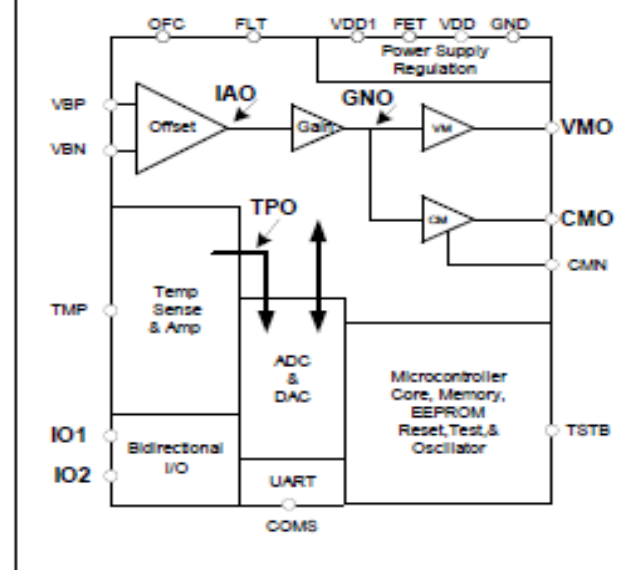 OFC FLT VDD1 FET VDD GND
Power Supply
Regulation
IAO
GNO
VBP
Offset
Gain
VM
VMO
VBN
TPO
CM
CMO
CMN
Temp
Sense
& Amp
TMP
ADC
&
DAC
Microcontroller
Core, Memory,
EEPROM
Reset,Test,&
Oscillator
TSTB
IO1
Bidirectional
I/O
IO2
UART
COMS